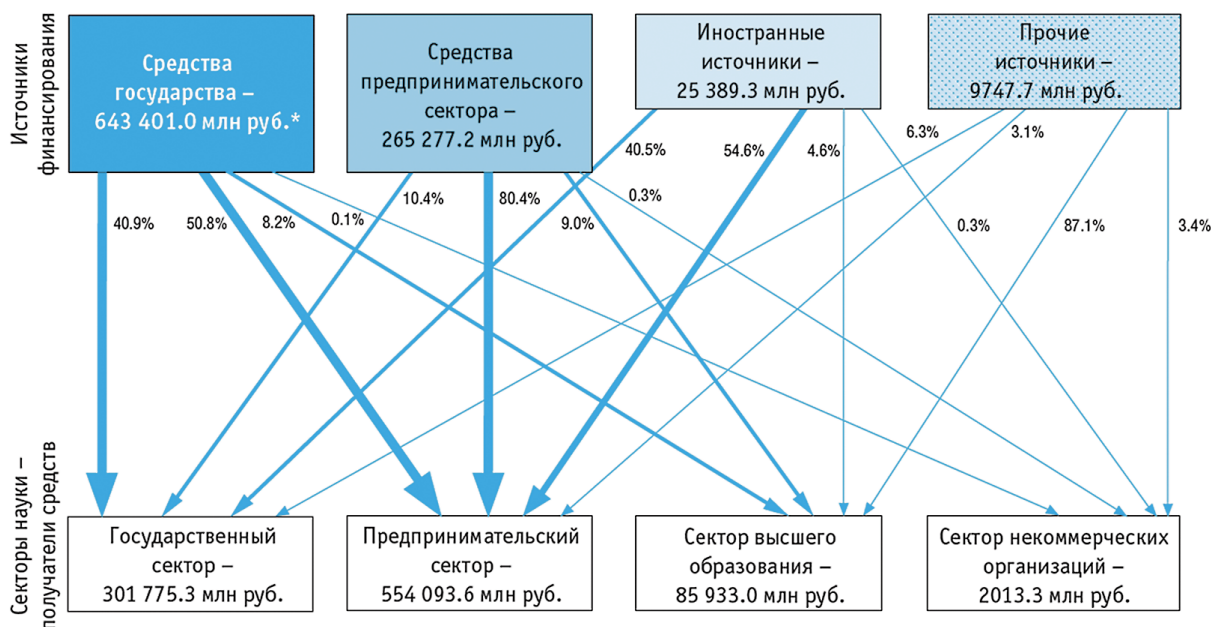 Источники
финансирования
Средства
государства –
643 401.0 млн руб.*
Средства
предпринимательского
сектора –
265 277.2 млн руб.
Иностранные
источники –
25 389.3 млн руб.
Прочие
источники –
9747.7 млн руб.
40.9%
50.8%
8.2%
0.1%
10.4%
80.4%
9.0%
0.3%
40.5%
54.6%
4.6%
0.3%
6.3%
3.1%
87.1%
3.4%
Секторы науки –
получатели средств
Государственный
сектор –
301 775.3 млн руб.
Предпринимательский
сектор –
554 093.6 млн руб.
Сектор высшего
образования –
85 933.0 млн руб.
Сектор некоммерческих
организаций –
2013.3 млн руб.